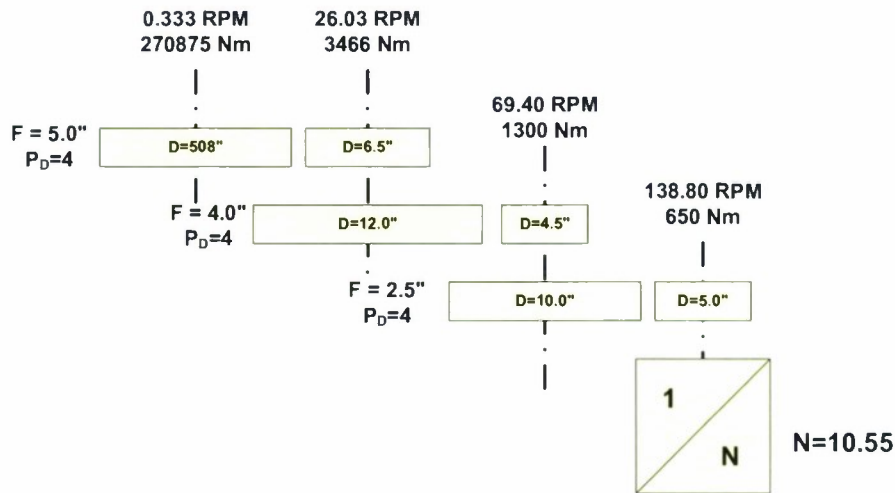 0.333 RPM
270875 Nm
26.03 RPM
3466 Nm
69.40 RPM
1300 Nm
138.80 RPM
650 Nm
F = 5.0"
P_D=4
D=508"
D=6.5"
F = 4.0"
P_D=4
D=12.0"
D=4.5"
F = 2.5"
P_D=4
D=10.0"
D=5.0"
1
N
N=10.55